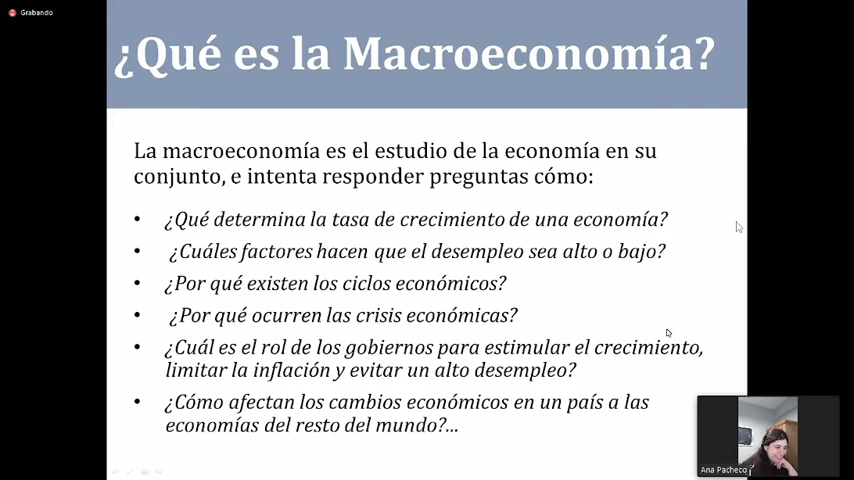 Grabando
¿Qué es la Macroeconomía?
La macroeconomía es el estudio de la economía en su
conjunto, e intenta responder preguntas cómo:
• ¿Qué determina la tasa de crecimiento de una economía?
• ¿Cuáles factores hacen que el desempleo sea alto o bajo?
• ¿Por qué existen los ciclos económicos?
• ¿Por qué ocurren las crisis económicas?
• ¿Cuál es el rol de los gobiernos para estimular el crecimiento,
limitar la inflación y evitar un alto desempleo?
• ¿Cómo afectan los cambios económicos en un país a las
economías del resto del mundo?...
Ana Pacheco